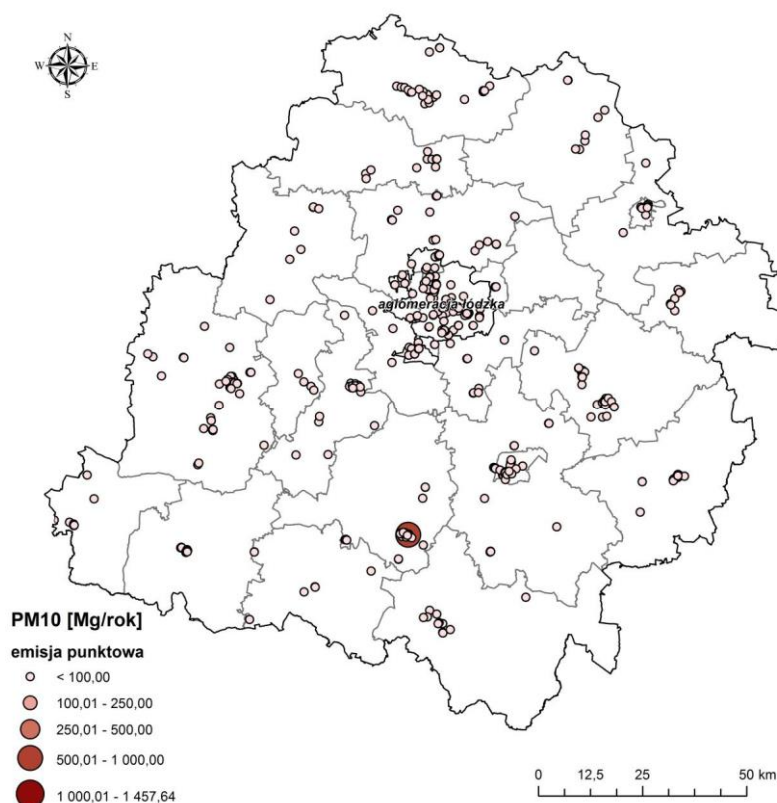 N
W E
S
aglomeracja łódzka
PM10 [Mg/rok]
emisja punktowa
< 100,00
100,01 - 250,00
250,01 - 500,00
500,01 - 1 000,00
1 000,01 - 1 457,64
0 12,5 25 50 km